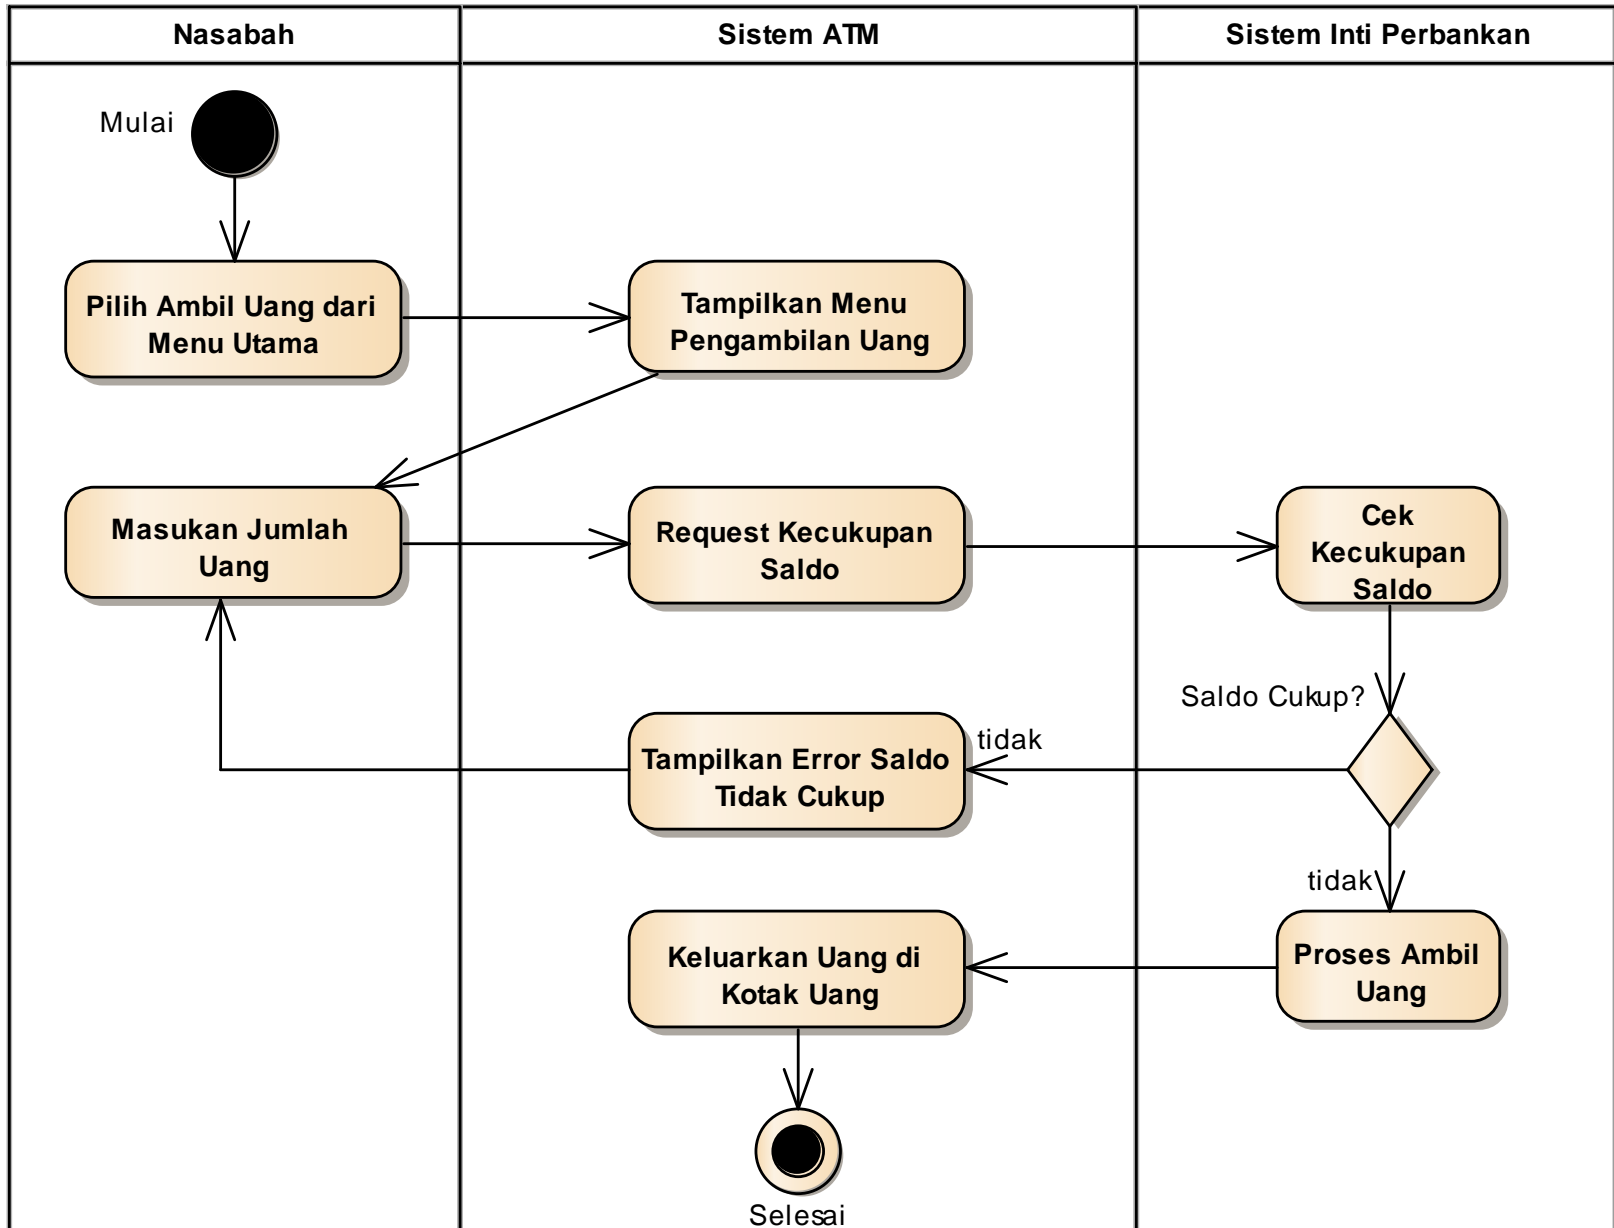 Nasabah
Sistem ATM
Sistem Inti Perbankan
Mulai
Pilih Ambil Uang dari
Menu Utama
Tampilkan Menu
Pengambilan Uang
Masukan Jumlah
Uang
Request Kecukupan
Saldo
Cek
Kecukupan
Saldo
Saldo Cukup?
tidak
Tampilkan Error Saldo
Tidak Cukup
tidak
Proses Ambil
Uang
Keluarkan Uang di
Kotak Uang
Selesai